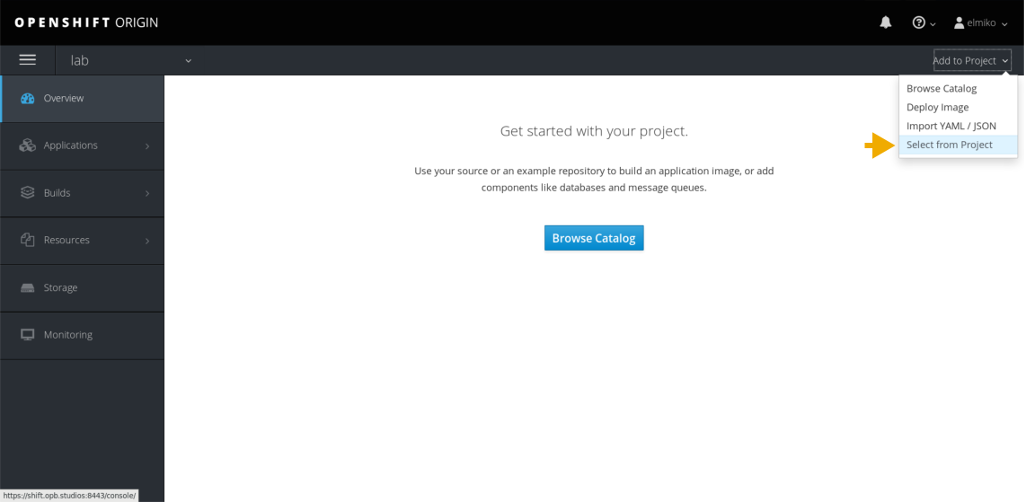 OPENSHIFT ORIGIN
elmiko
lab
Add to Project
Overview
Applications
Builds
Resources
Storage
Monitoring
Browse Catalog
Deploy Image
Import YAML / JSON
Select from Project
Get started with your project.
Use your source or an example repository to build an application image, or add
components like databases and message queues.
Browse Catalog
https://shift.opb.studios:8443/console/